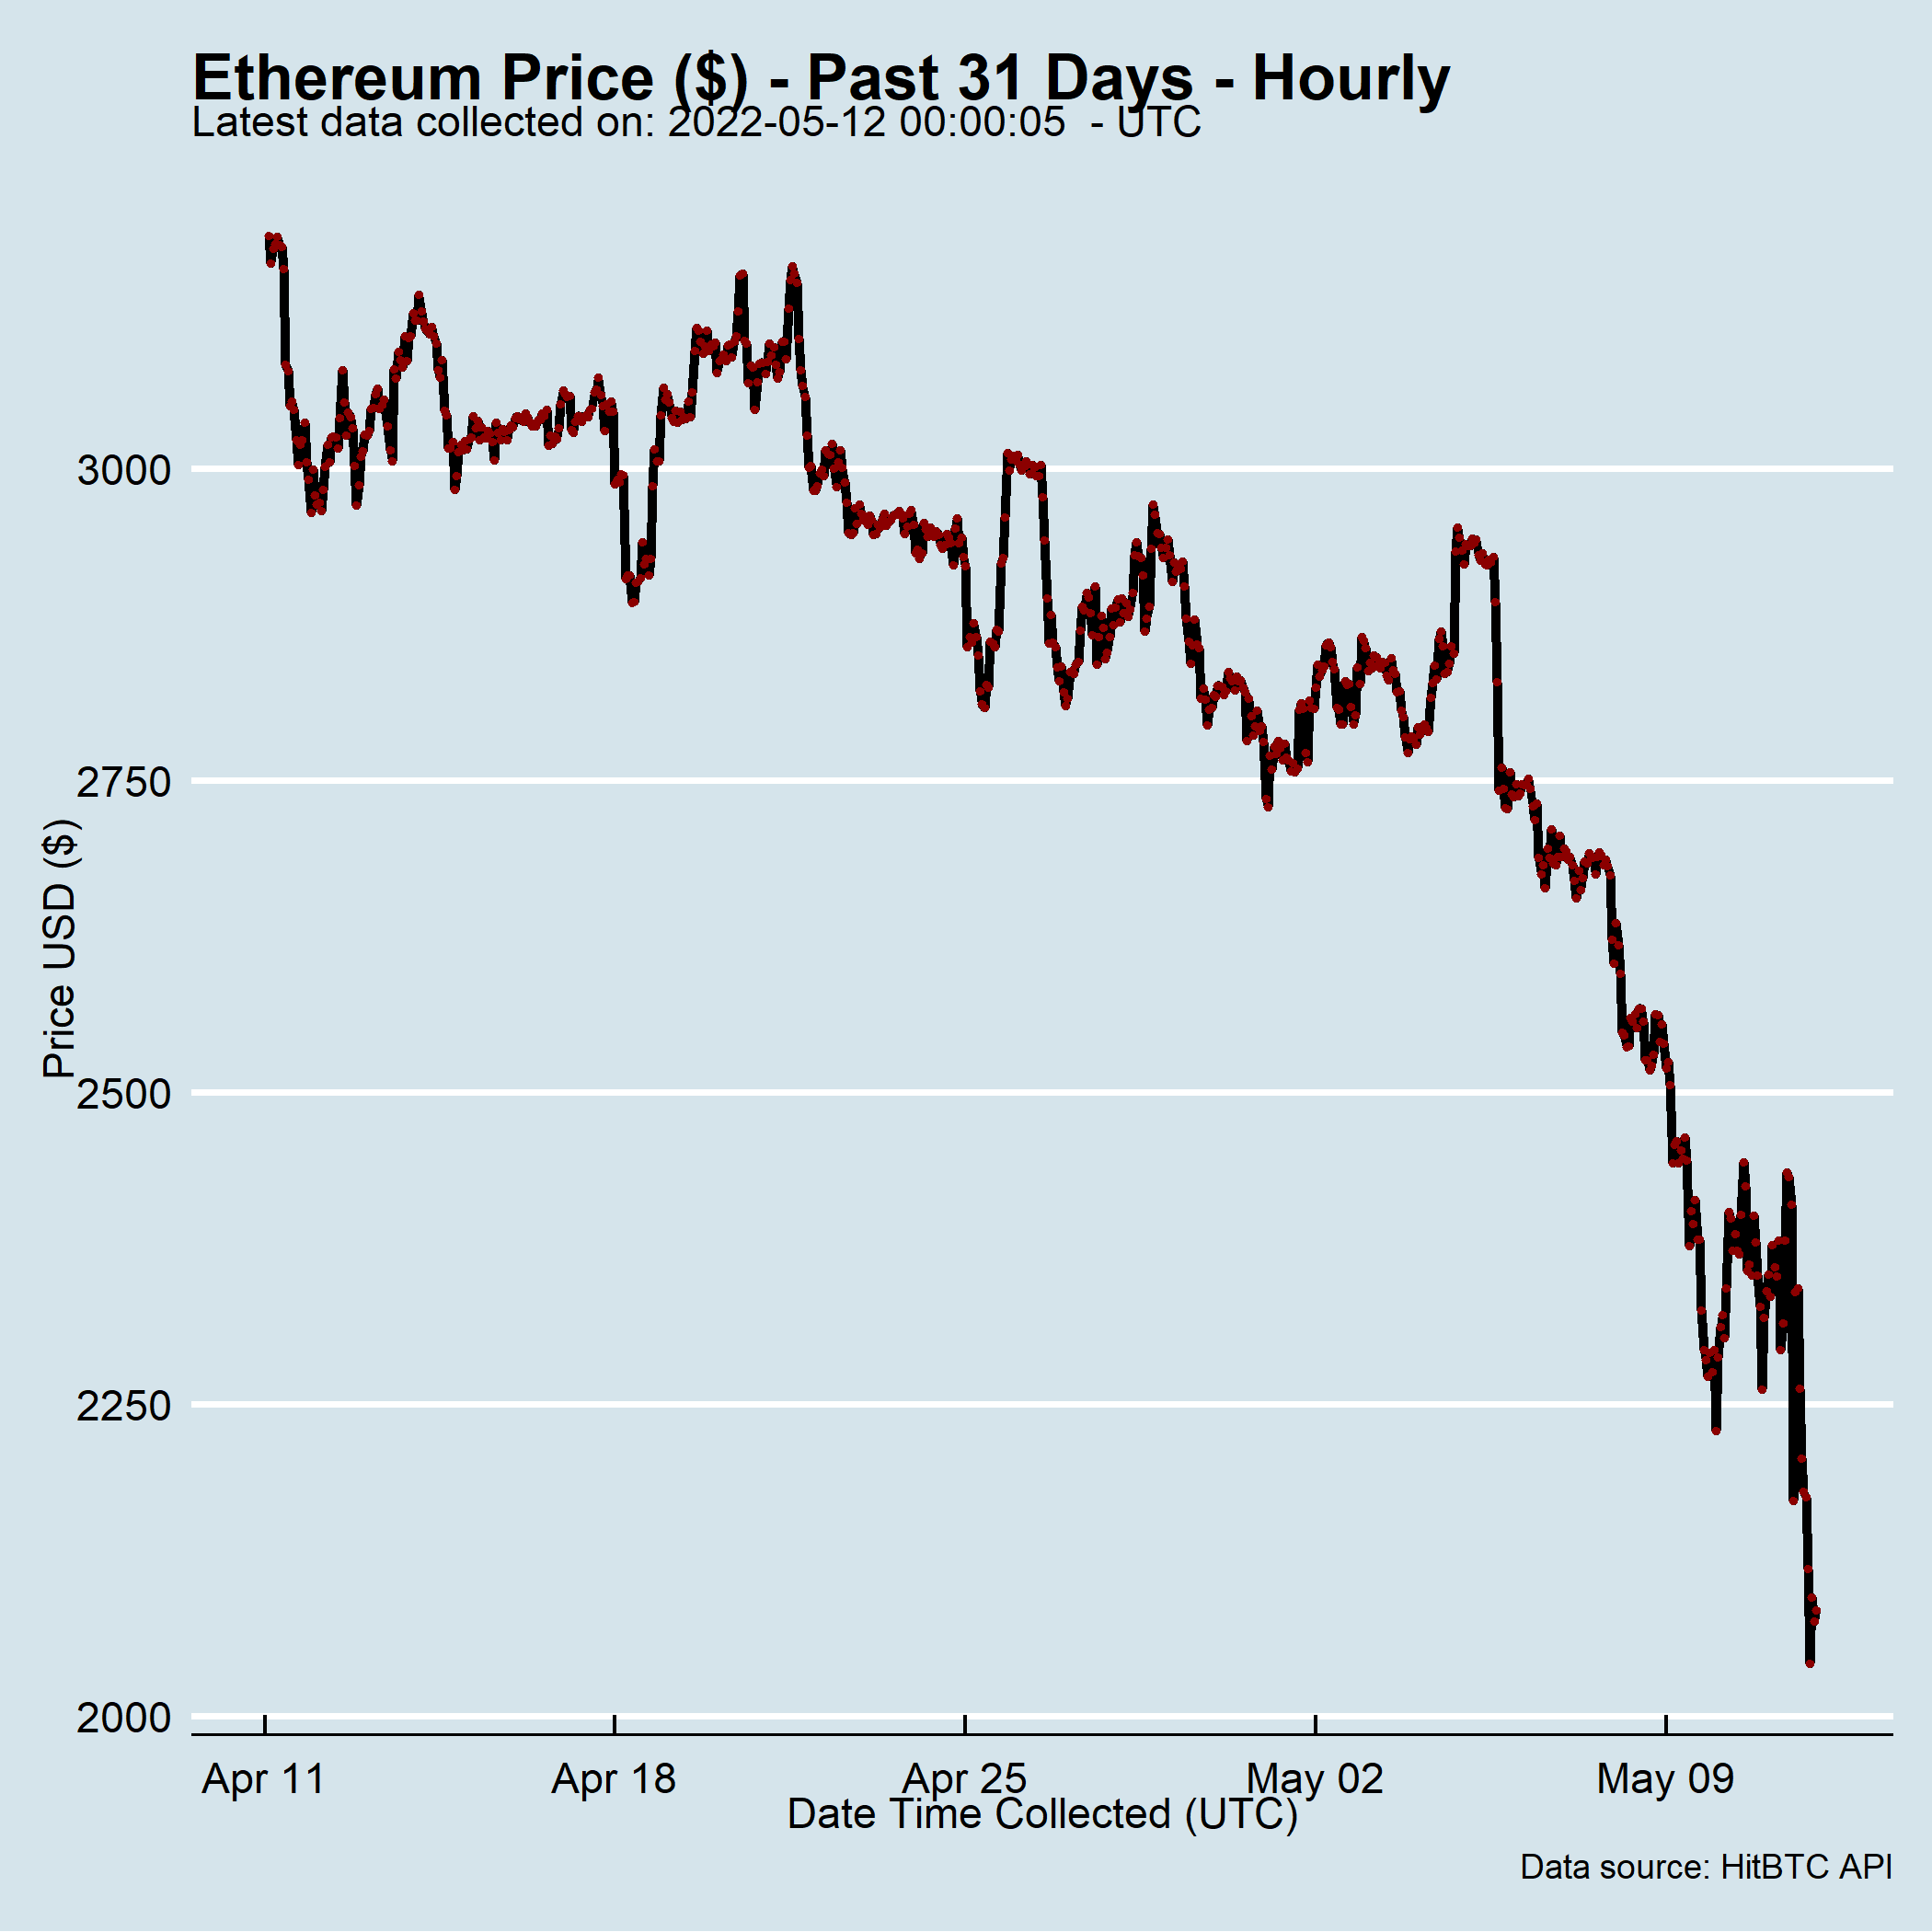 Ethereum Price ($) - Past 31 Days - Hourly
Latest data collected on: 2022-05-12 00:00:05  - UTC
Price USD ($)
3000
2750
2500
2250
2000
Apr 11
Apr 18
Apr 25
May 02
May 09
Date Time Collected (UTC)
Data source: HitBTC API